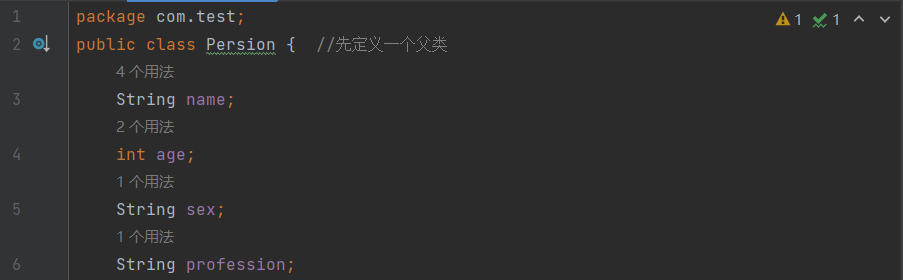 1 package com.test;
2 public class Persion { //先定义一个父类
4 个用法
3 String name;
2 个用法
4 int age;
1 个用法
5 String sex;
1 个用法
6 String profession;
1 1